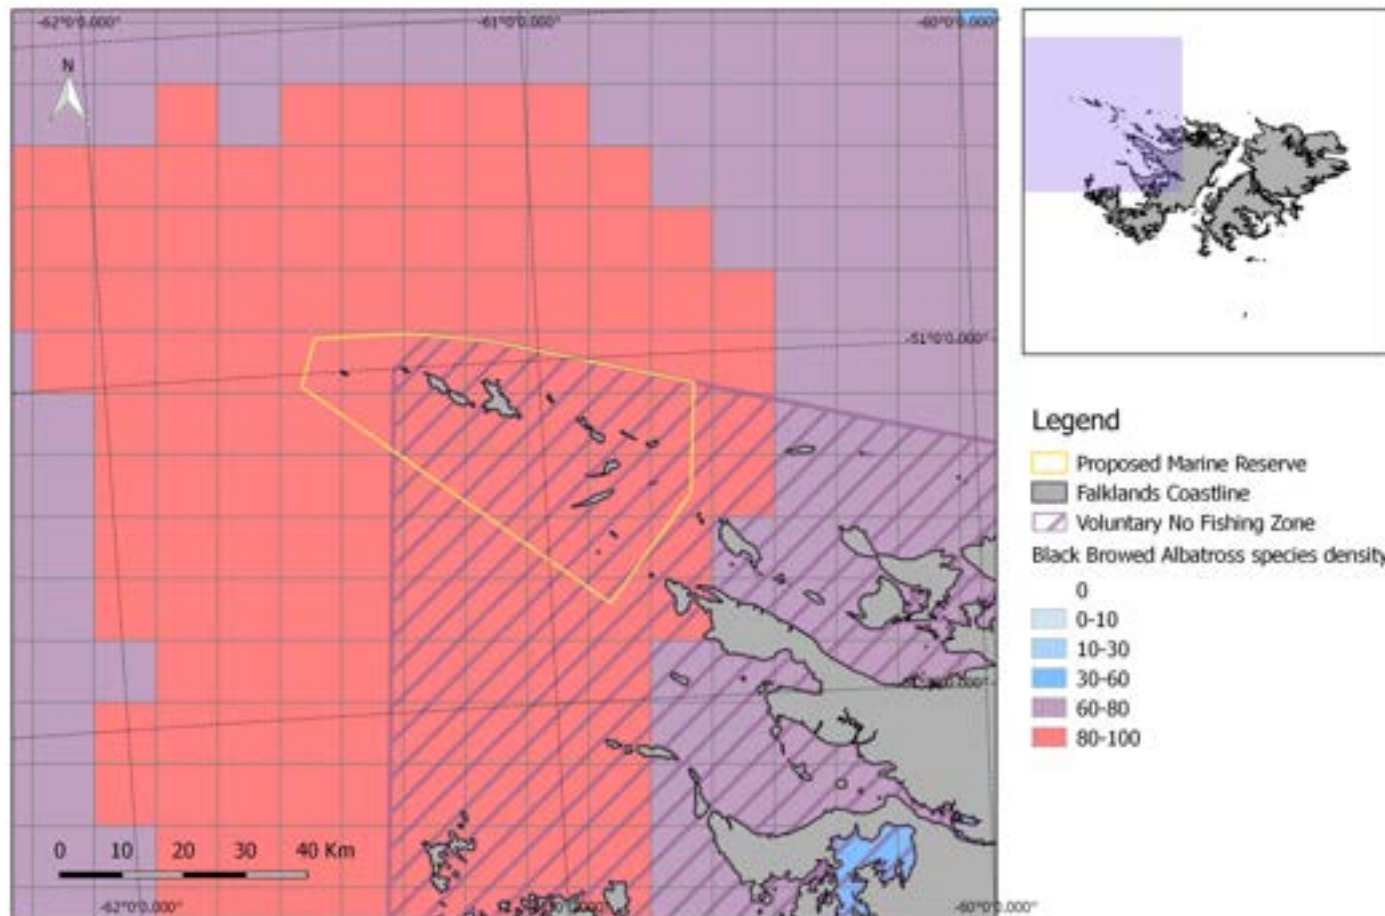 -62°0'0.000"
-61°0'0.000"
-60°0'0.000"
N
-51°0'0.000"
0 10 20 30 40 Km
-62°0'0.000"
-60°0'0.000"
Legend
Proposed Marine Reserve
Falklands Coastline
Voluntary No Fishing Zone
Black Browed Albatross species density
0
0-10
10-30
30-60
60-80
80-100